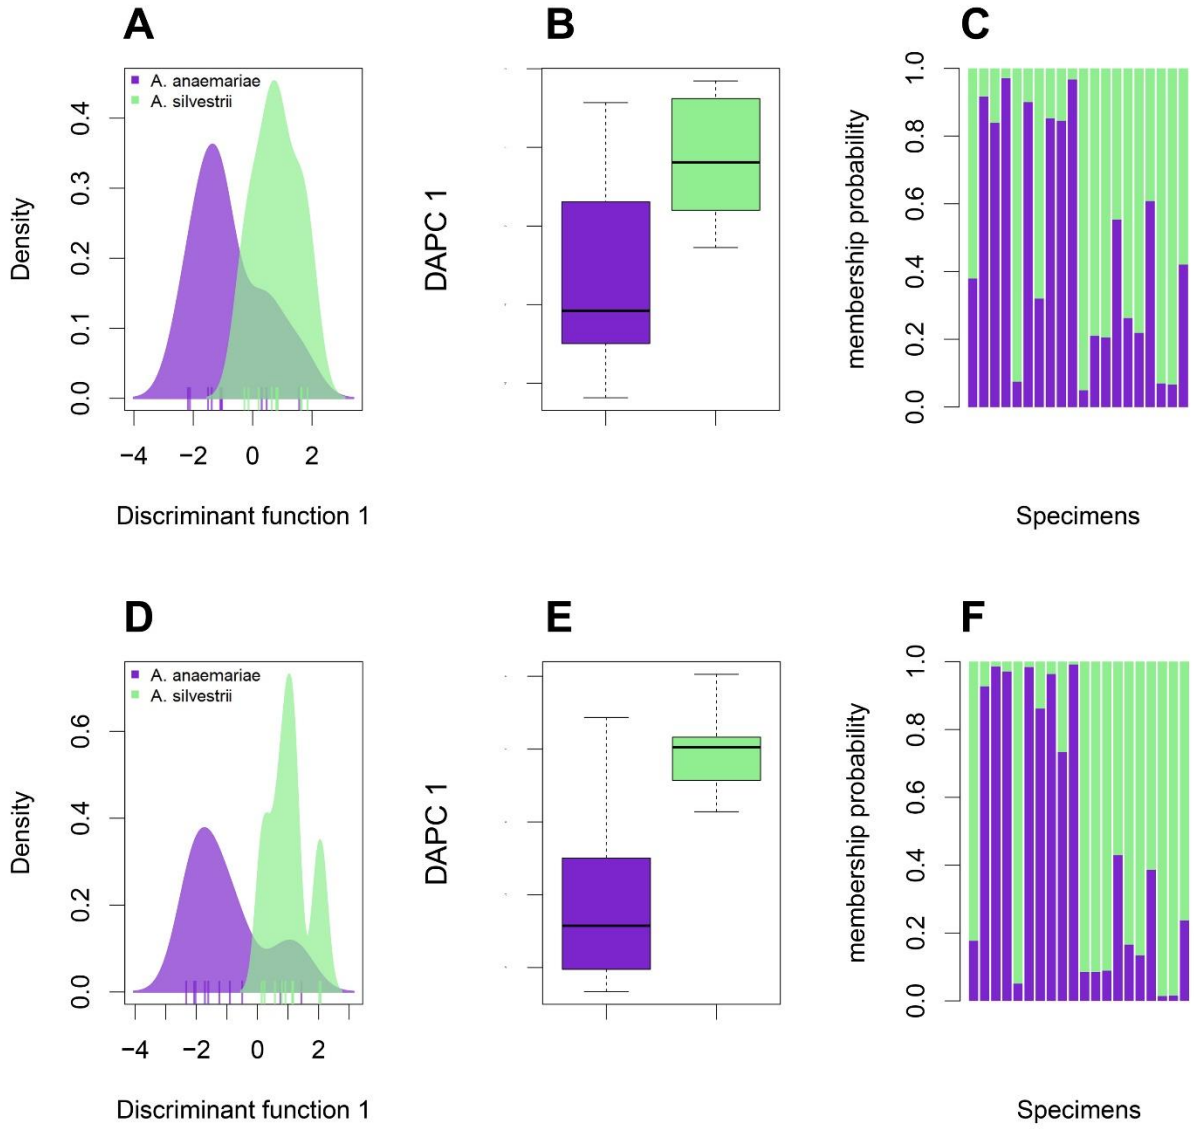 A
B
C
A. anaemariae
A. silvestrii
Density
0.0
0.1
0.2
0.3
0.4
−4
−2
0
2
Discriminant function 1
DAPC 1
membership probability
0.0
0.2
0.4
0.6
0.8
1.0
Specimens
D
E
F
A. anaemariae
A. silvestrii
Density
0.0
0.2
0.4
0.6
−4
−2
0
2
Discriminant function 1
DAPC 1
membership probability
0.0
0.2
0.4
0.6
0.8
1.0
Specimens